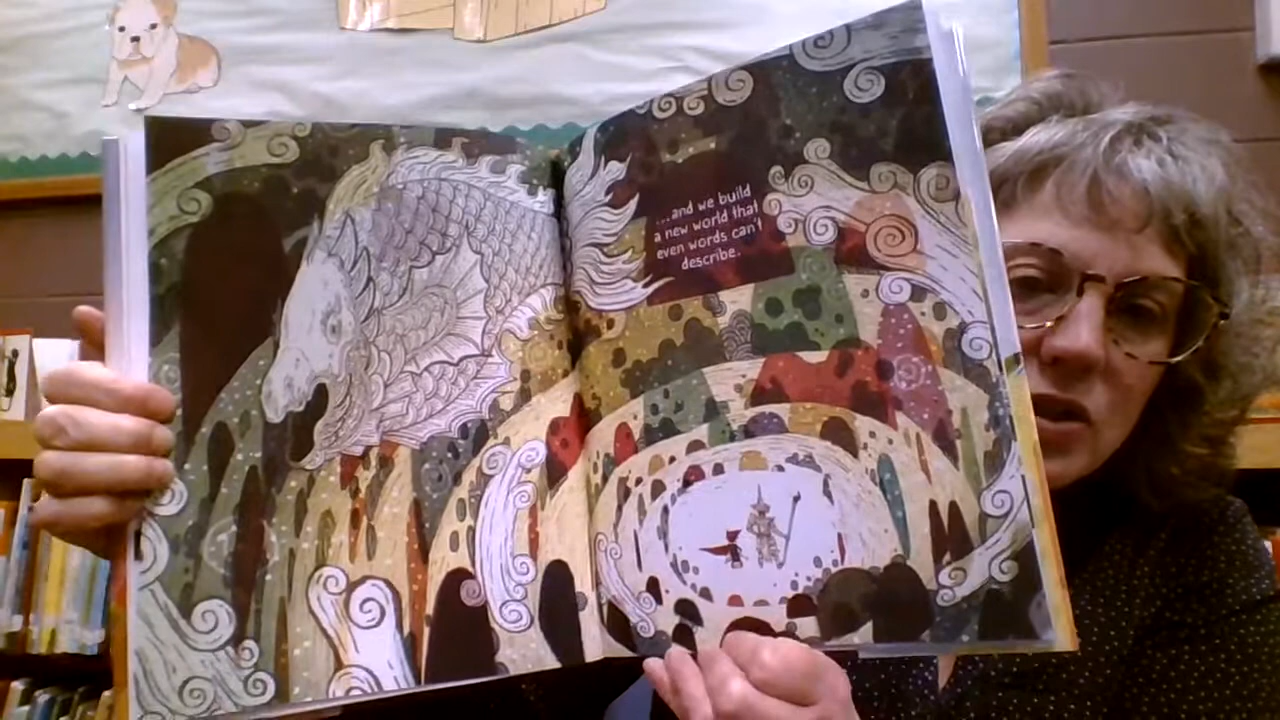 ...and we build
a new world that
even words can't
describe.